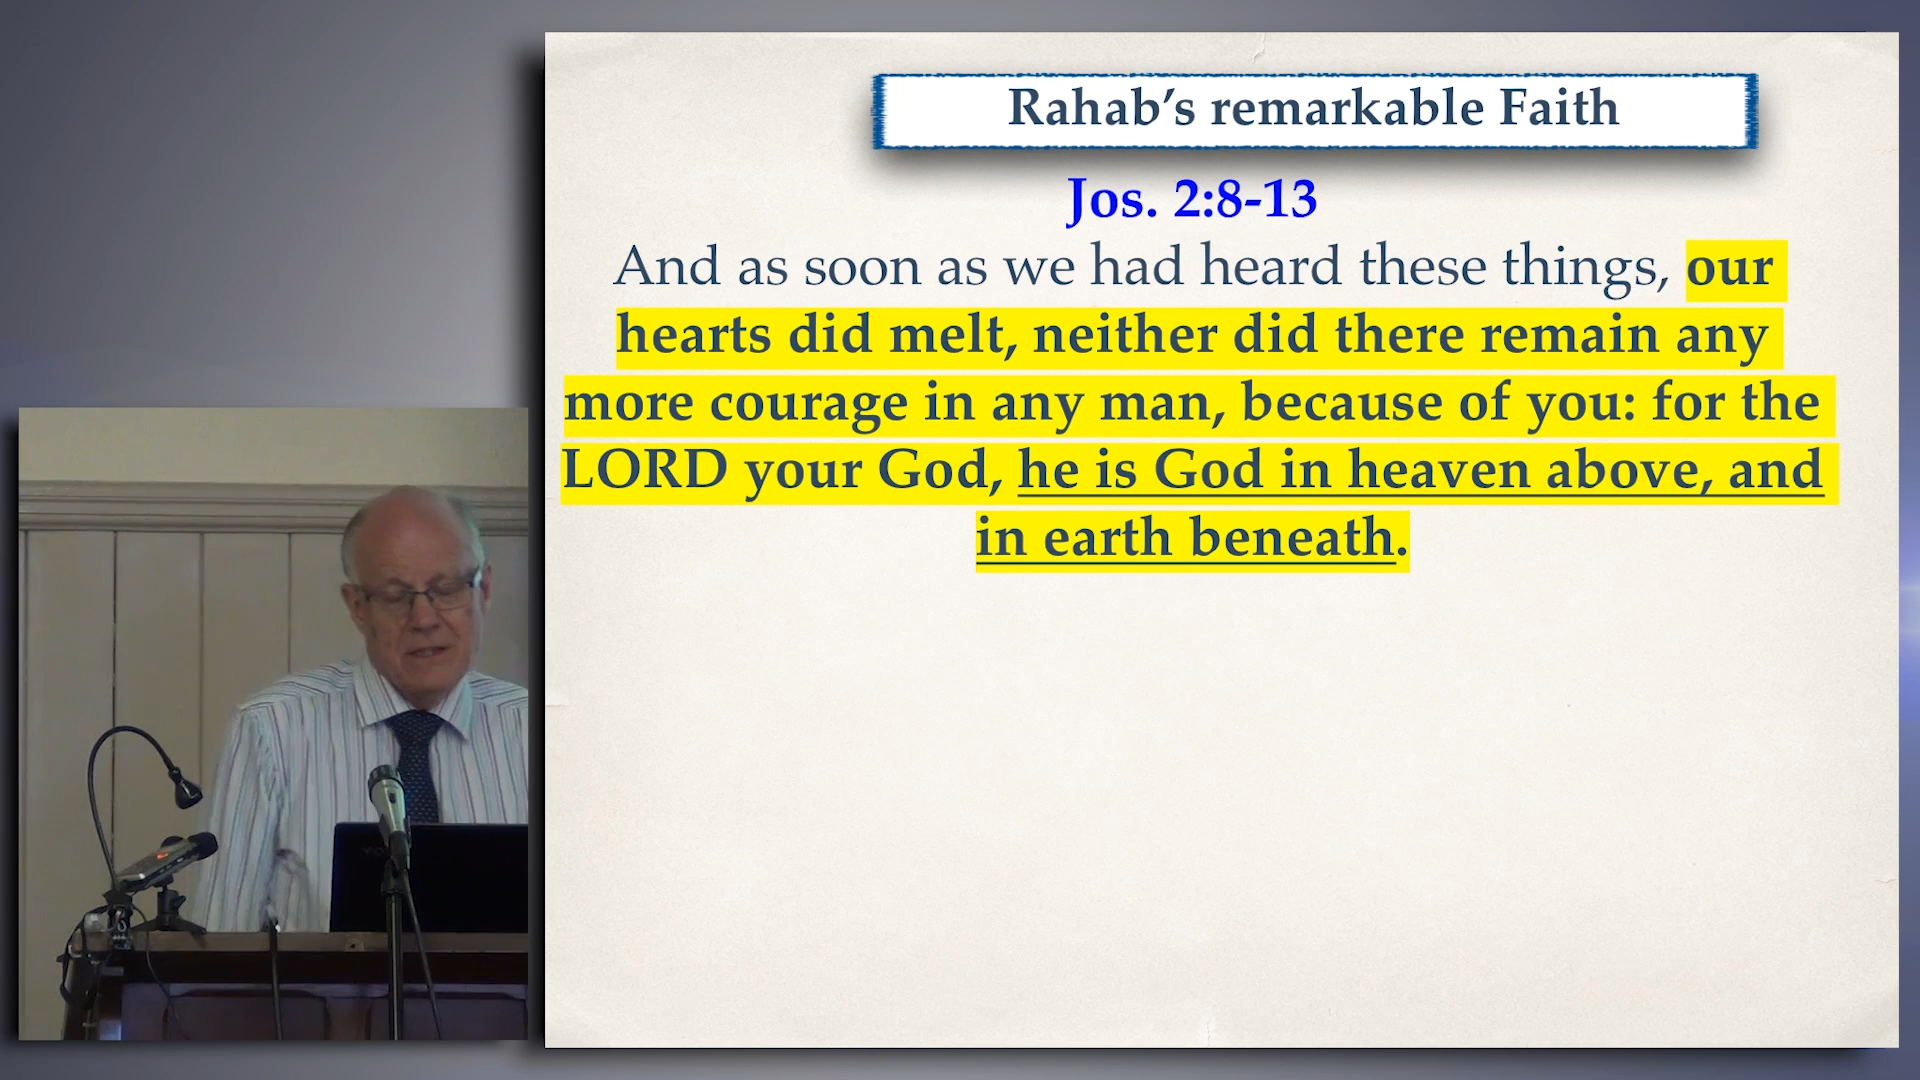 Rahab’s remarkable Faith
Jos. 2:8-13
And as soon as we had heard these things, our
hearts did melt, neither did there remain any
more courage in any man, because of you: for the
LORD your God, he is God in heaven above, and
in earth beneath.